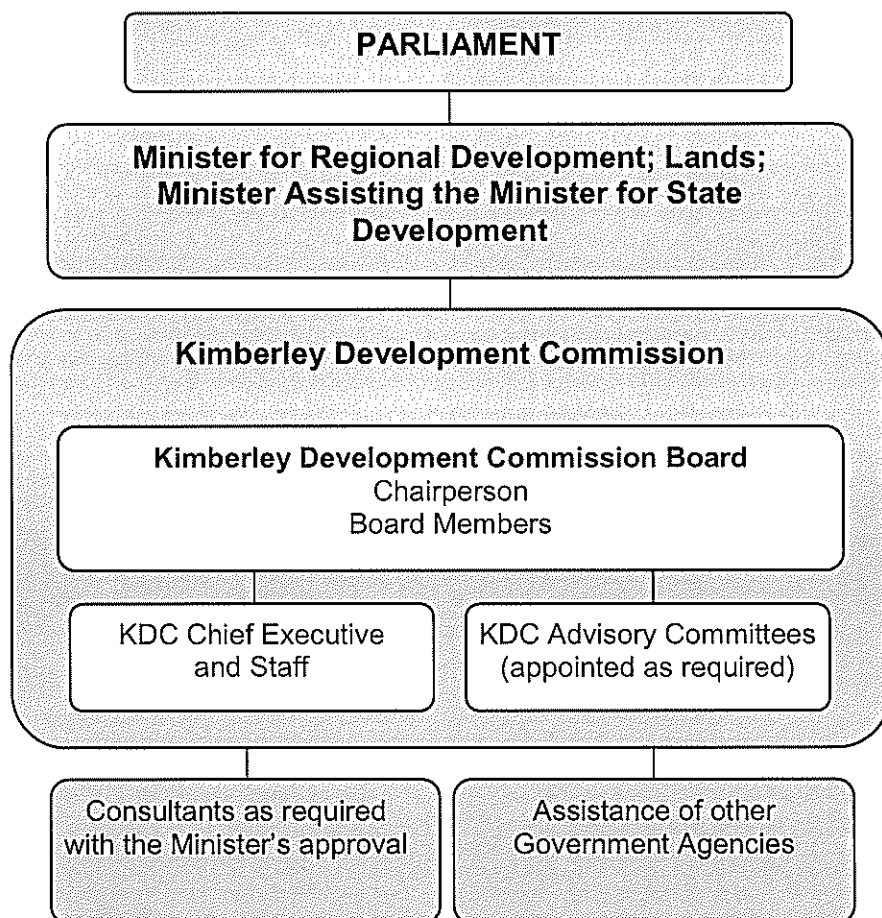 PARLIAMENT
Minister for Regional Development; Lands;
Minister Assisting the Minister for State
Development
Kimberley Development Commission
Kimberley Development Commission Board
Chairperson
Board Members
KDC Chief Executive
and Staff
KDC Advisory Committees
(appointed as required)
Consultants as required
with the Minister's approval
Assistance of other
Government Agencies